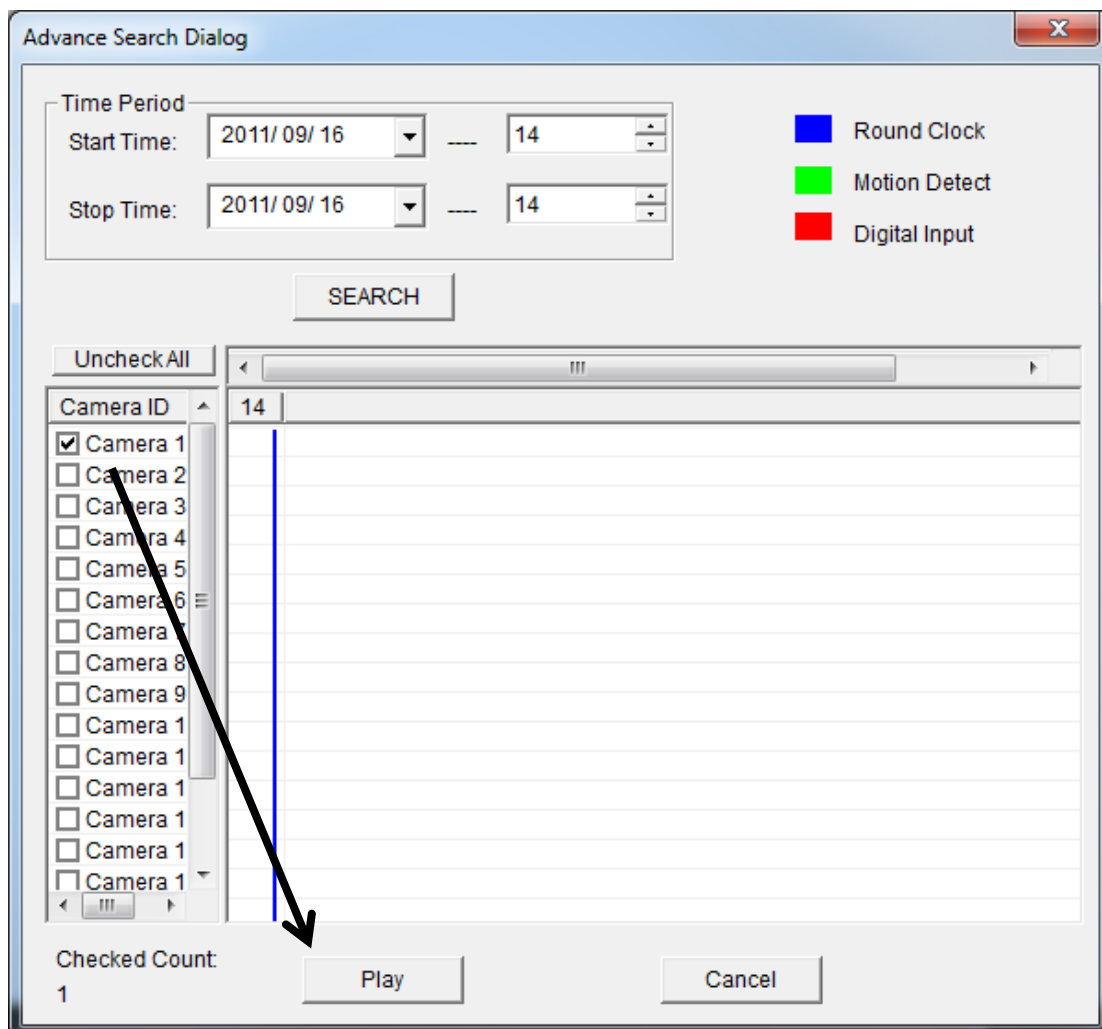 Advance Search Dialog
Time Period
Start Time: 2011/ 09/ 16 ---- 14
Stop Time: 2011/ 09/ 16 ---- 14
Round Clock
Motion Detect
Digital Input
SEARCH
Uncheck All
Camera ID 14
Camera 1
Camera 2
Camera 3
Camera 4
Camera 5
Camera 6
Camera 7
Camera 8
Camera 9
Camera 1
Camera 1
Camera 1
Camera 1
Camera 1
Camera 1
Checked Count:
1
Play Cancel